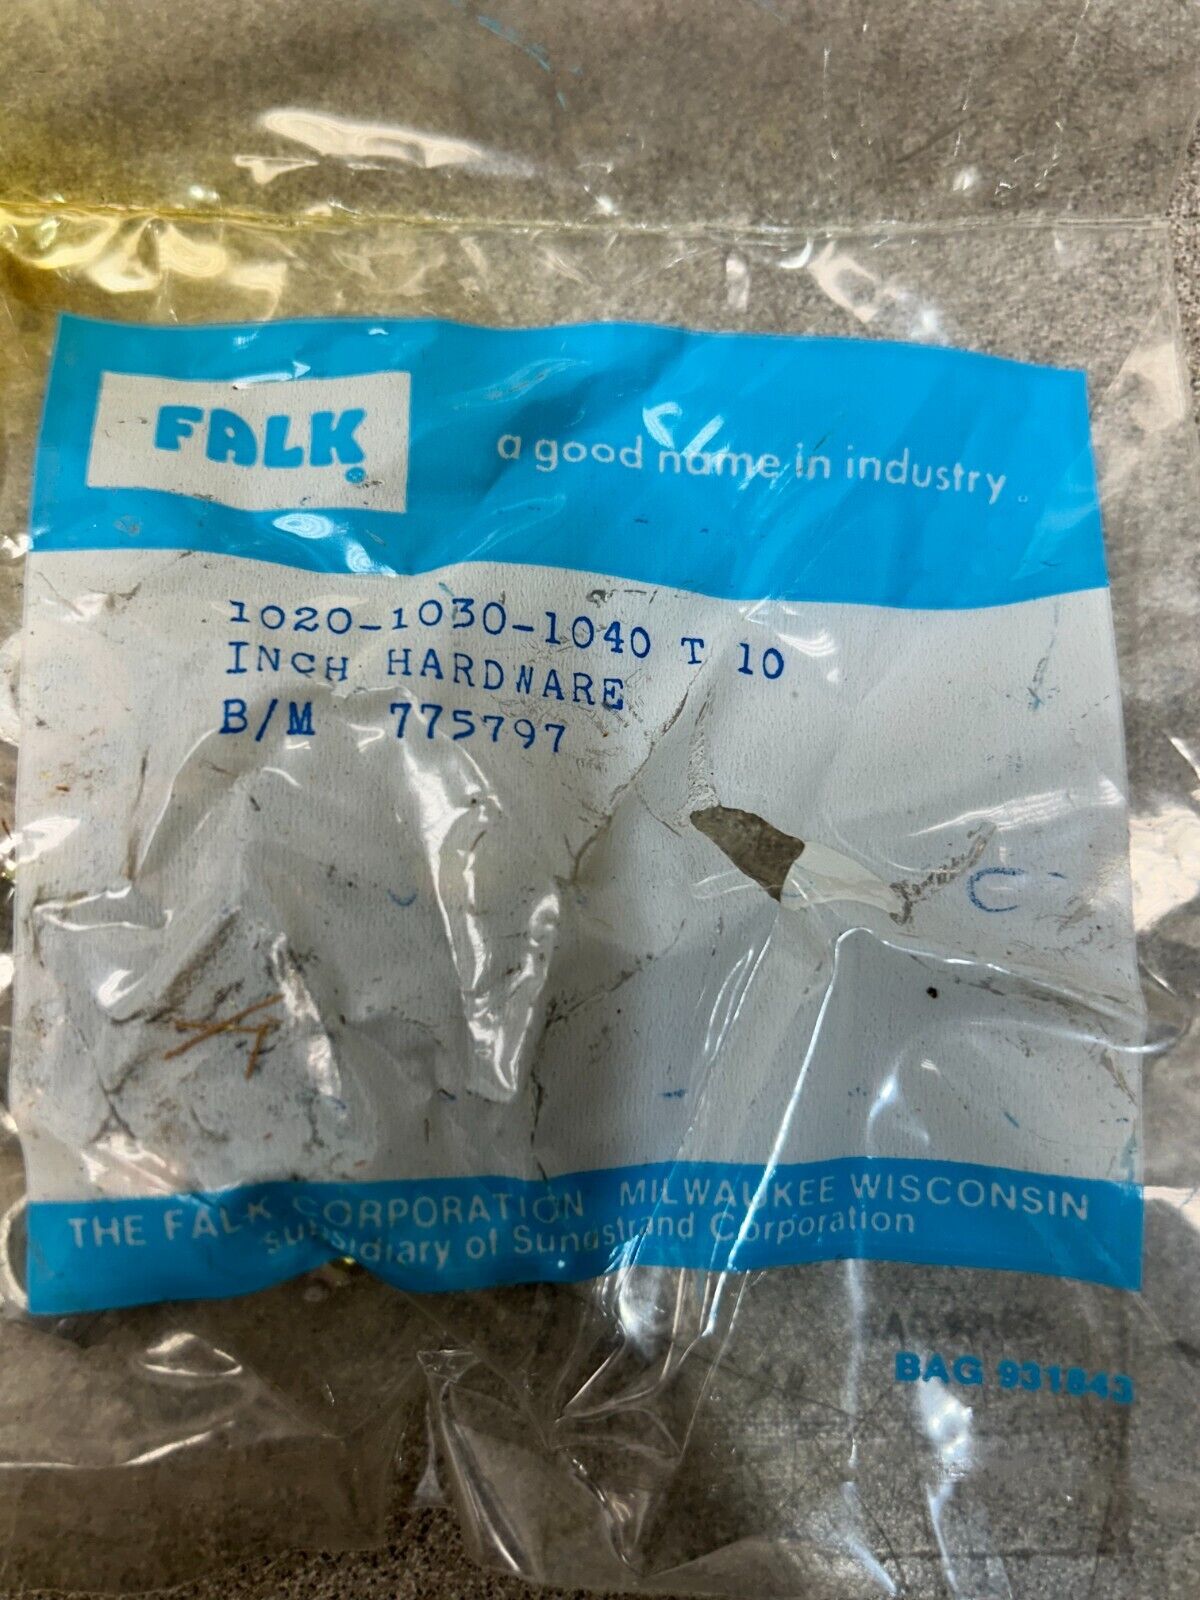 FALK®
a good name in industry.
1020-1030-1040 T 10
INCH HARDWARE
B/M 775797
THE FALK CORPORATION MILWAUKEE WISCONSIN
subsidiary of Sundstrand Corporation
BAG 931843